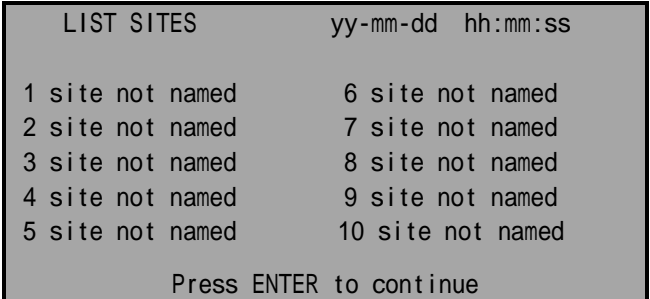 LIST SITES yy-mm-dd hh:mm:ss
1 site not named 6 site not named
2 site not named 7 site not named
3 site not named 8 site not named
4 site not named 9 site not named
5 site not named 10 site not named
Press ENTER to continue